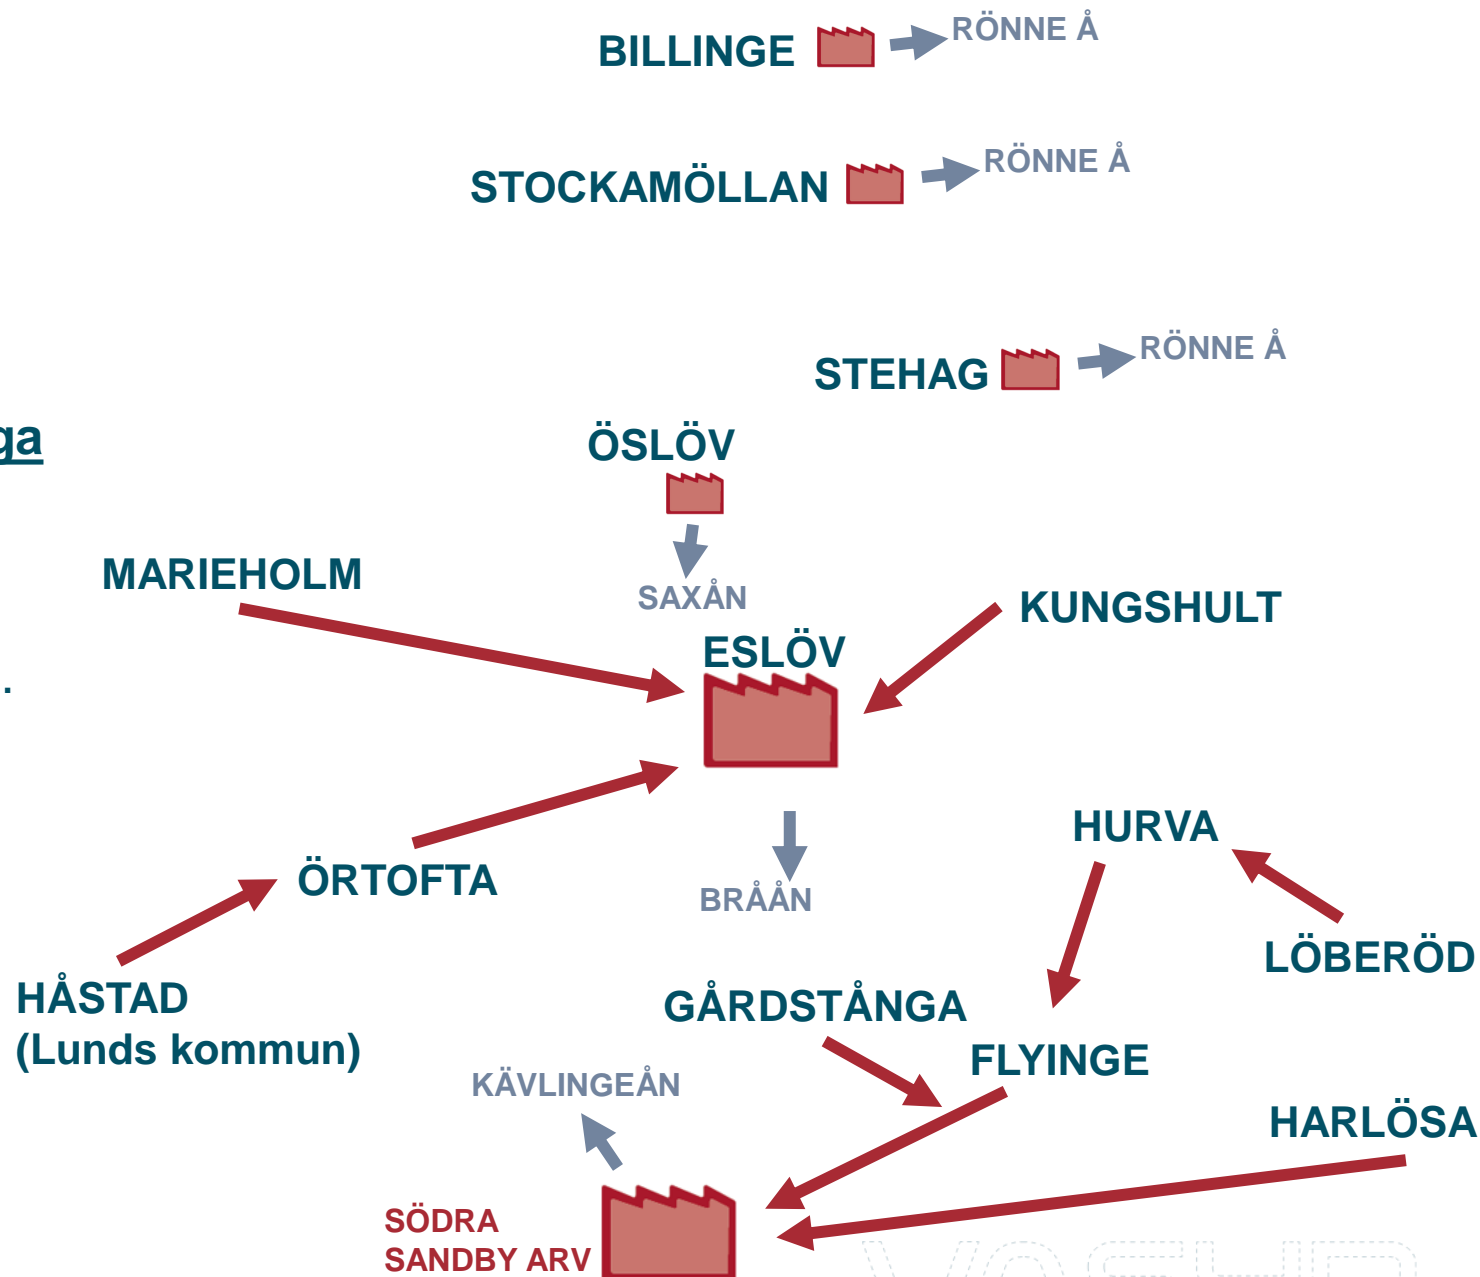 BILLINGE
RÖNNE Å
STOCKAMÖLLAN
RÖNNE Å
STEHAG
RÖNNE Å
ga
ÖSLÖV
MARIEHOLM
SAXÅN
KUNGSHULT
ESLÖV
.
HURVA
ÖRTOFTA
BRÅÅN
LÖBERÖD
HÅSTAD
(Lunds kommun)
GÅRDSTÅNGA
FLYINGE
KÄVLINGEÅN
HARLÖSA
SÖDRA
SANDBY ARV